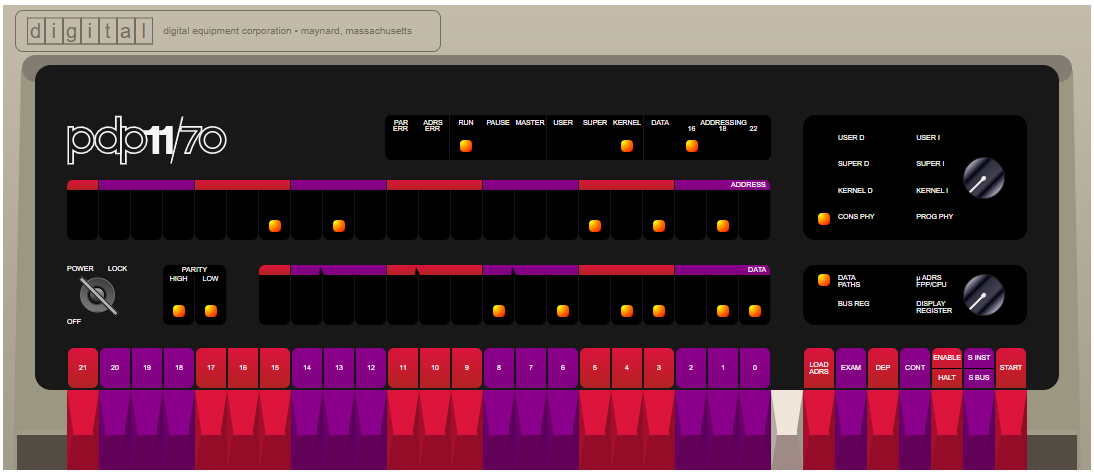 digital digital equipment corporation • maynard, massachusetts
pdp11/70
PAR ERR ADRS ERR RUN PAUSE MASTER USER SUPER KERNEL DATA ADDRESSING 16 18 22
USER D USER I
SUPER D SUPER I
KERNEL D KERNEL I
CONS PHY PROG PHY
ADDRESS
POWER LOCK
OFF
PARITY
HIGH LOW
DATA
DATA PATHS µ ADRS FPP/CPU
BUS REG DISPLAY REGISTER
21 20 19 18 17 16 15 14 13 12 11 10 9 8 7 6 5 4 3 2 1 0
LOAD ADRS EXAM DEP CONT ENABLE HALT S INST S BUS START